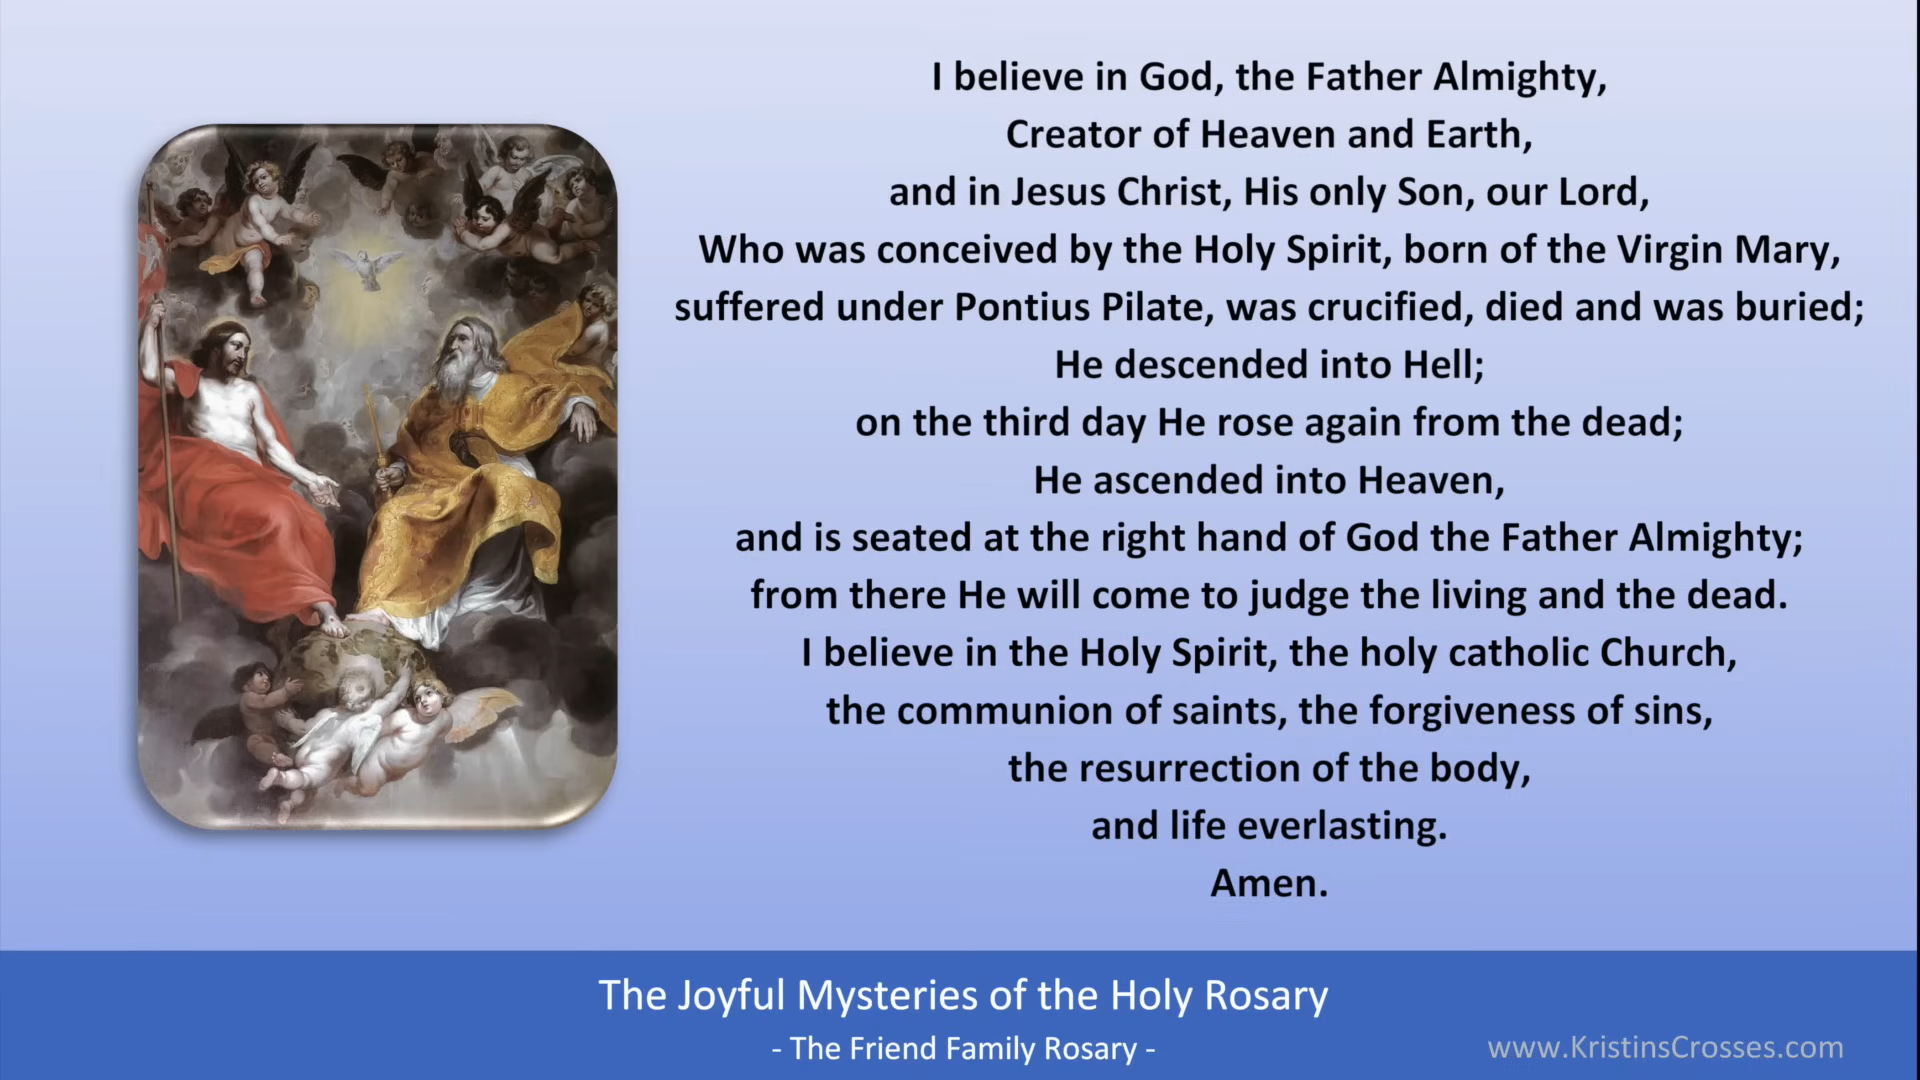 I believe in God, the Father Almighty,
Creator of Heaven and Earth,
and in Jesus Christ, His only Son, our Lord,
Who was conceived by the Holy Spirit, born of the Virgin Mary,
suffered under Pontius Pilate, was crucified, died and was buried;
He descended into Hell;
on the third day He rose again from the dead;
He ascended into Heaven,
and is seated at the right hand of God the Father Almighty;
from there He will come to judge the living and the dead.
I believe in the Holy Spirit, the holy catholic Church,
the communion of saints, the forgiveness of sins,
the resurrection of the body,
and life everlasting.
Amen.
The Joyful Mysteries of the Holy Rosary
- The Friend Family Rosary -
www.KristinsCrosses.com